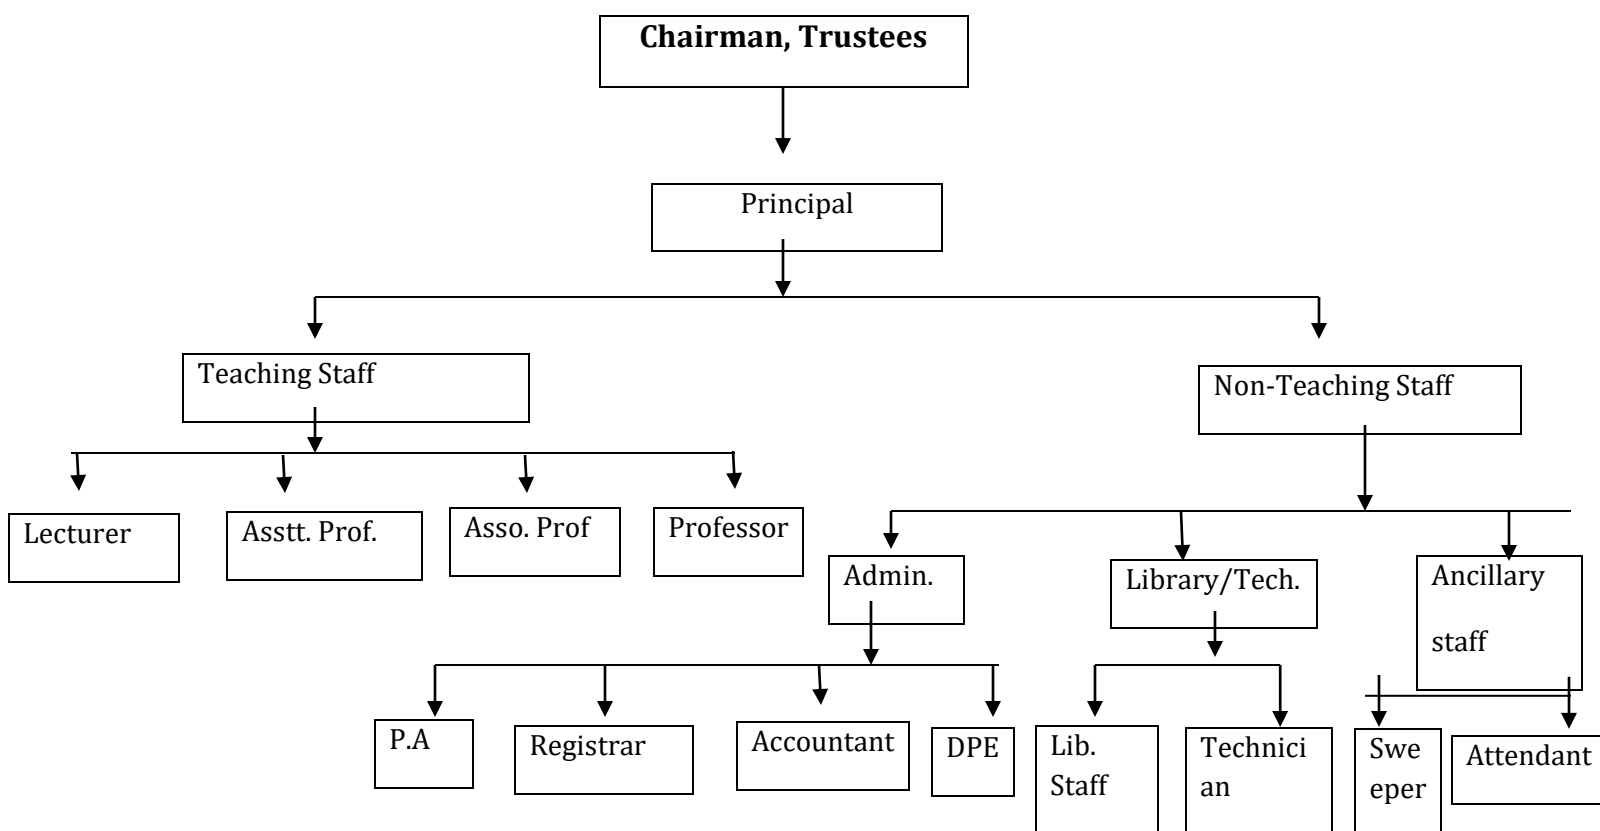 Chairman, Trustees
Principal
Teaching Staff
Non-Teaching Staff
Lecturer
Asstt. Prof.
Asso. Prof
Professor
Admin.
Library/Tech.
Ancillary
staff
P.A
Registrar
Accountant
DPE
Lib.
Staff
Technici
an
Swe
eper
Attendant